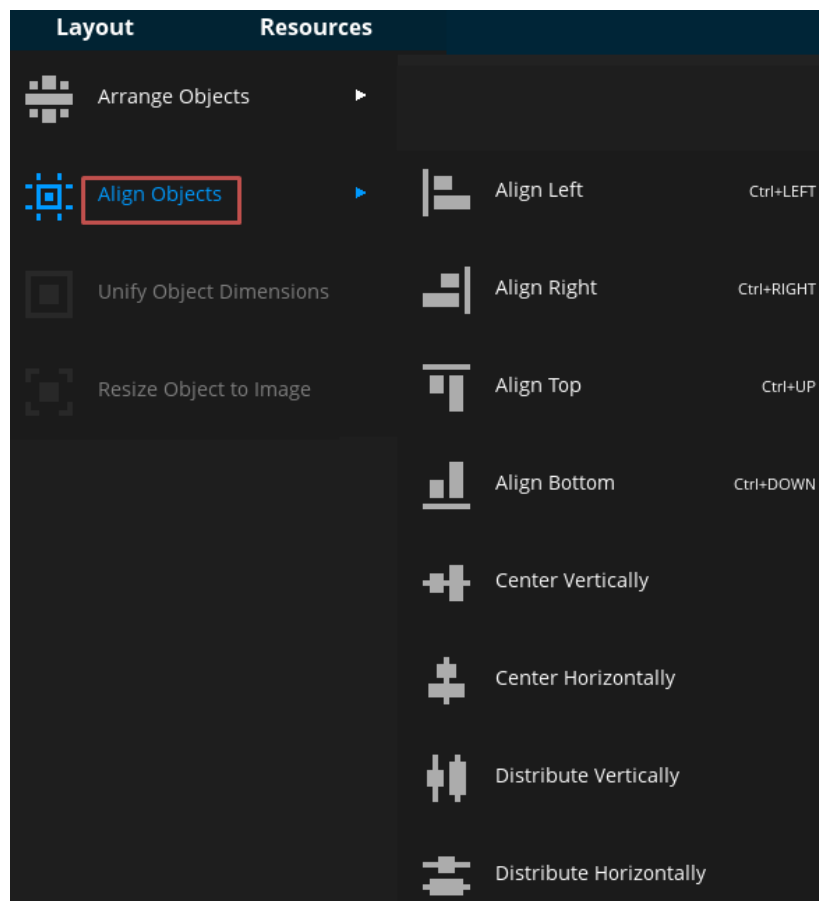 Layout Resources
Arrange Objects
Align Objects
Unify Object Dimensions
Resize Object to Image
Align Left Ctrl+LEFT
Align Right Ctrl+RIGHT
Align Top Ctrl+UP
Align Bottom Ctrl+DOWN
Center Vertically
Center Horizontally
Distribute Vertically
Distribute Horizontally